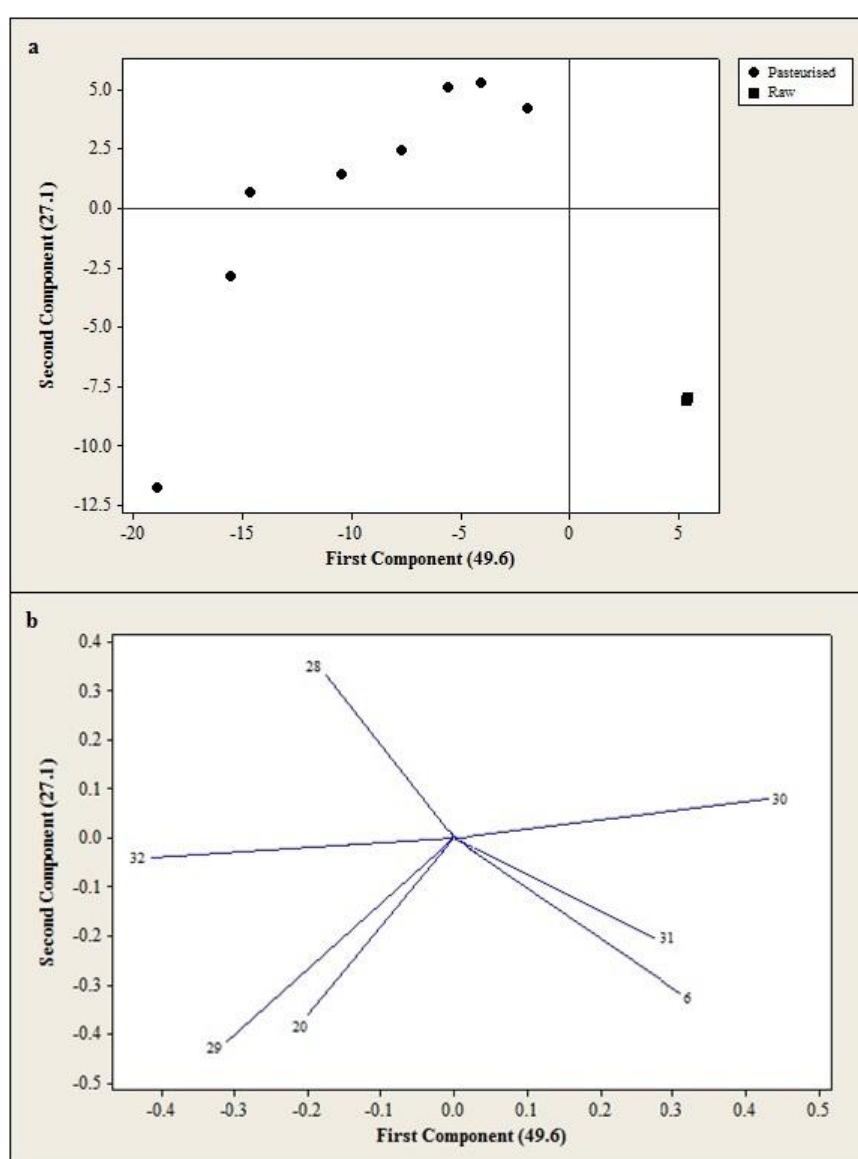 a
Pasteurised
Raw
5.0
2.5
0.0
-2.5
-5.0
-7.5
-10.0
-12.5
Second Component (27.1)
-20 -15 -10 -5 0 5
First Component (49.6)
b
0.4
0.3
0.2
0.1
0.0
-0.1
-0.2
-0.3
-0.4
-0.5
Second Component (27.1)
28
30
32
31
6
20
29
-0.4 -0.3 -0.2 -0.1 0.0 0.1 0.2 0.3 0.4 0.5
First Component (49.6)